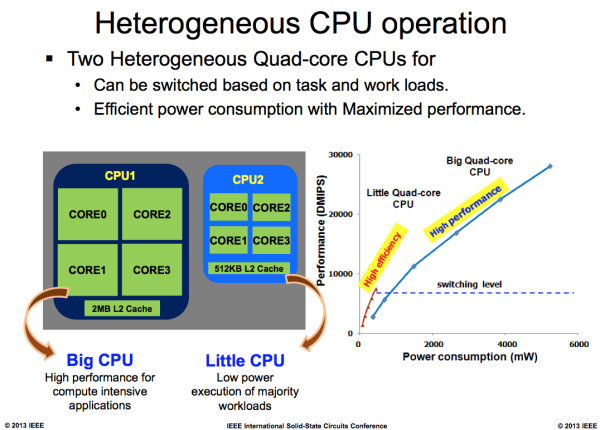 Heterogeneous CPU operation
▪ Two Heterogeneous Quad-core CPUs for
• Can be switched based on task and work loads.
• Efficient power consumption with Maximized performance.
CPU1
CORE0 CORE2
CORE1 CORE3
2MB L2 Cache
CPU2
CORE0 CORE2
CORE1 CORE3
512KB L2 Cache
Big CPU
High performance for
compute intensive
applications
Little CPU
Low power
execution of majority
workloads
Performance (DMIPS)
30000
20000
10000
0
0 2000 4000 6000
Power consumption (mW)
Little Quad-core
CPU
Big Quad-core
CPU
High efficiency
High performance
switching level
© 2013 IEEE
IEEE International Solid-State Circuits Conference
© 2013 IEEE